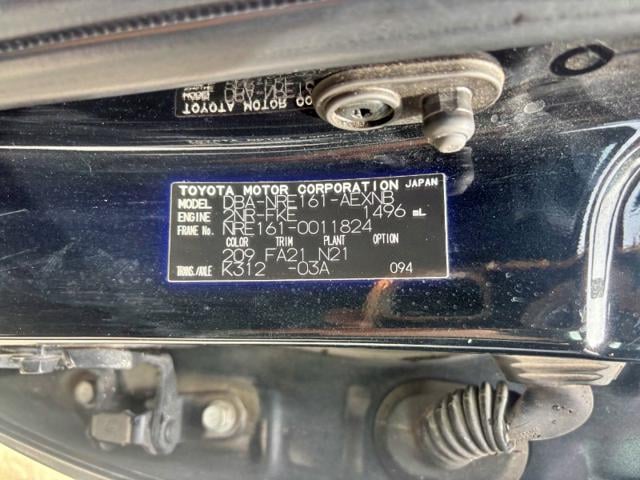 TOYOTA MOTOR CORPORATION JAPAN
MODEL DBA-NRE161-AEXNB
ENGINE 2NR-FKE 1496 mL
FRAME No. NRE161-0011824
COLOR TRIM PLANT OPTION
209 FA21 N21
TRANS./AXLE K312 -03A 094